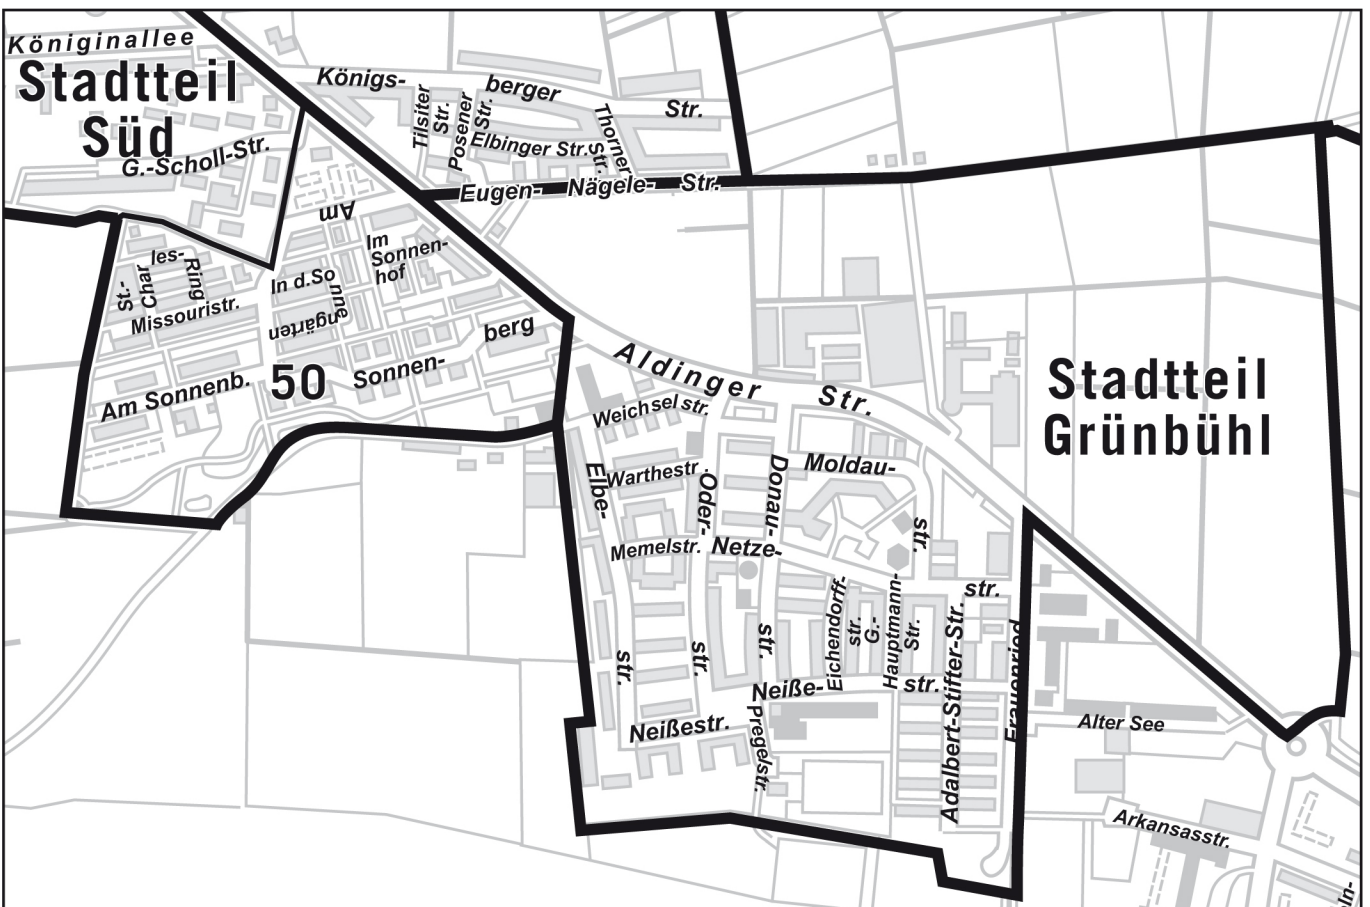 Königinallee
Stadtteil
Süd
G.-Scholl-Str.
Königs-
berger
Str.
Tilsiter
Str.
Posener
Str.
Elbinger Str.
Thorner
Str.
Eugen- Nägele- Str.
Am
Im
Sonnen-
hof
St.-
Char
les-
Ring
Missouristr.
In d.So
nne
ngärten
Am Sonnenb.
50
Sonnen-
berg
Aldinger Str.
Stadtteil
Grünbühl
Weichselstr.
Warthestr.
Elbe-
str.
Oder-
str.
Donau-
str.
Moldau-
str.
Memelstr.
Netze-
str.
Eichendorff-
str.
G.-
Hauptmann-
Str.
Adalbert-Stifter-Str.
Frauenried
Neiße-
str.
Neißestr.
Pregelstr.
Alter See
Arkansasstr.
ln-